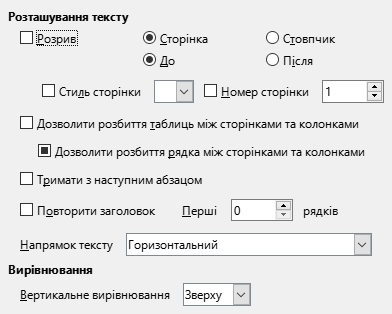 Розташування тексту
Розрив Сторінка Стовпчик
До Після
Стиль сторінки Номер сторінки 1
Дозволити розбиття таблиць між сторінками та колонками
Дозволити розбиття рядка між сторінками та колонками
Тримати з наступним абзацом
Повторити заголовок Перші 0 рядків
Напрямок тексту Горизонтальний
Вирівнювання
Вертикальне вирівнювання Зверху